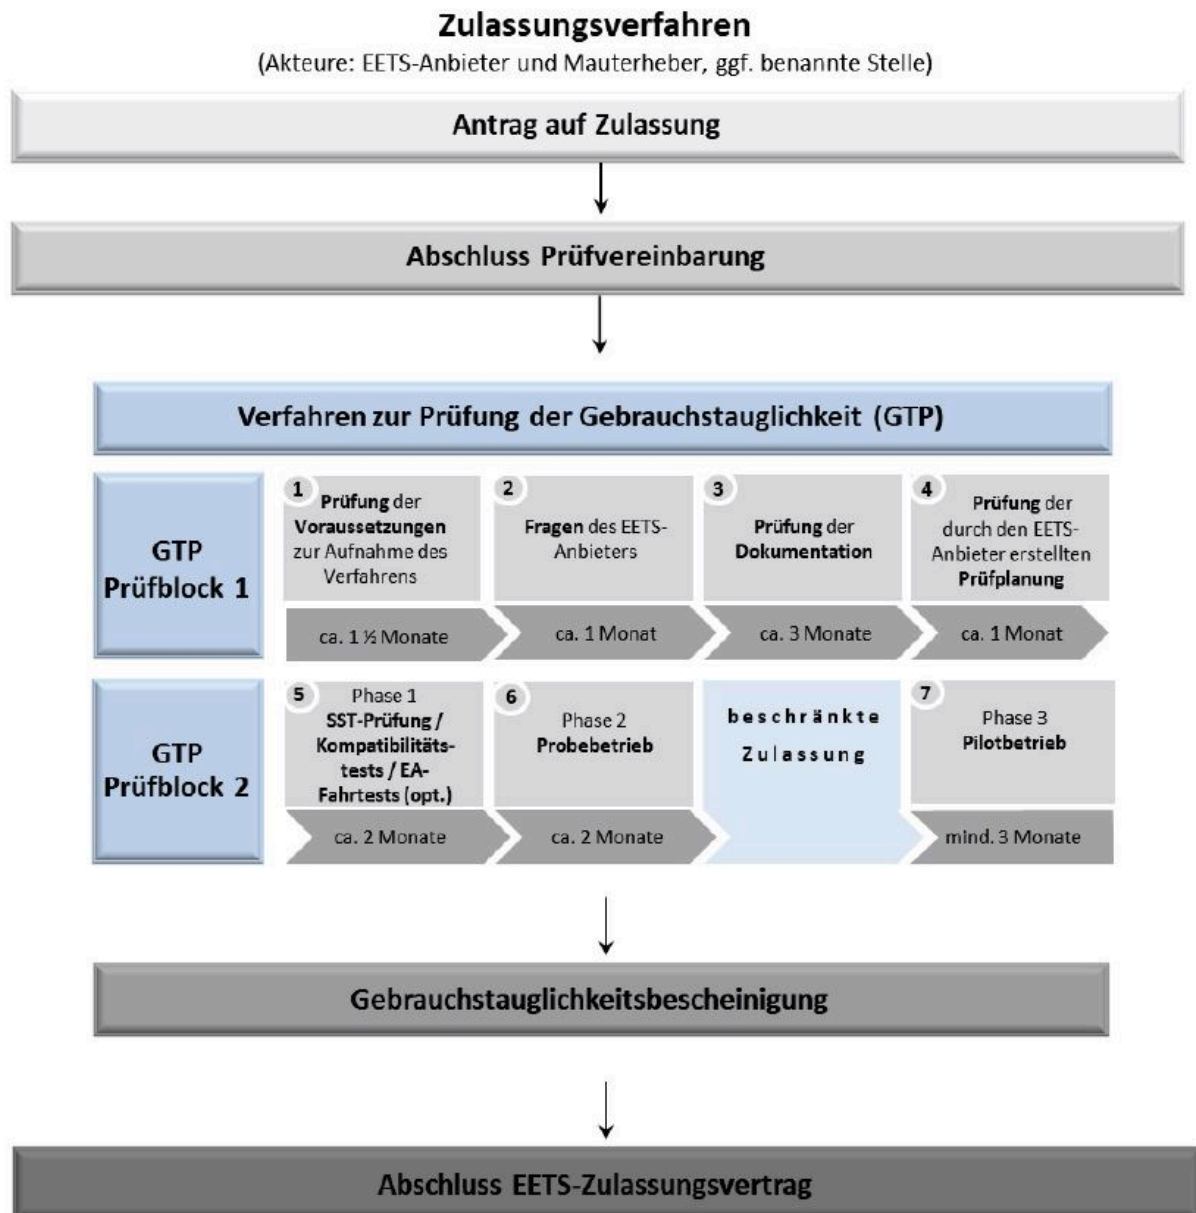 Zulassungsverfahren
(Akteure: EETS-Anbieter und Mauterheber, ggf. benannte Stelle)
Antrag auf Zulassung
Abschluss Prüfvereinbarung
Verfahren zur Prüfung der Gebrauchstauglichkeit (GTP)
GTP
Prüfblock 1
1
Prüfung der
Voraussetzungen
zur Aufnahme des
Verfahrens
ca. 1 ½ Monate
2
Fragen des EETS-
Anbieters
ca. 1 Monat
3
Prüfung der
Dokumentation
ca. 3 Monate
4
Prüfung der
durch den EETS-
Anbieter erstellten
Prüfplanung
ca. 1 Monat
GTP
Prüfblock 2
5
Phase 1
SST-Prüfung /
Kompatibilitäts-
tests / EA-
Fahrtests (opt.)
ca. 2 Monate
6
Phase 2
Probebetrieb
ca. 2 Monate
beschränkte
Zulassung
7
Phase 3
Pilotbetrieb
mind. 3 Monate
Gebrauchstauglichkeitsbescheinigung
Abschluss EETS-Zulassungsvertrag